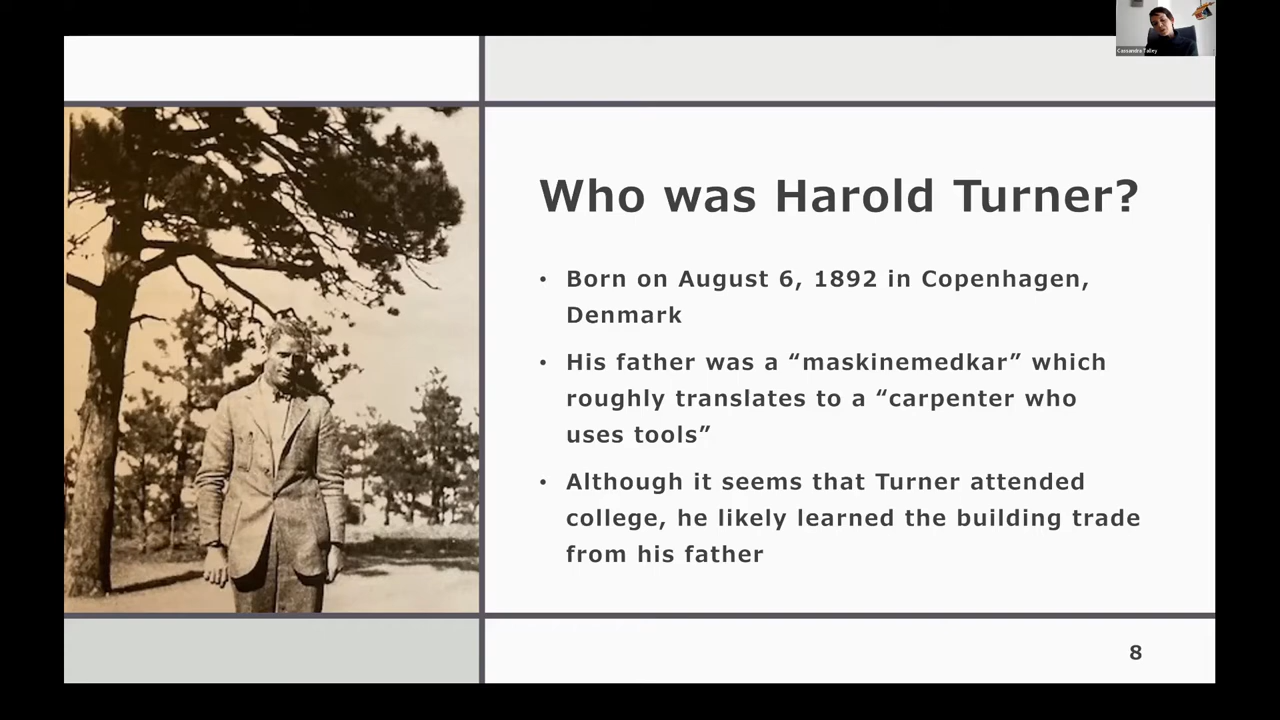 Cassandra Talley
Who was Harold Turner?
• Born on August 6, 1892 in Copenhagen,
Denmark
• His father was a “maskinemedkar” which
roughly translates to a “carpenter who
uses tools”
• Although it seems that Turner attended
college, he likely learned the building trade
from his father
8